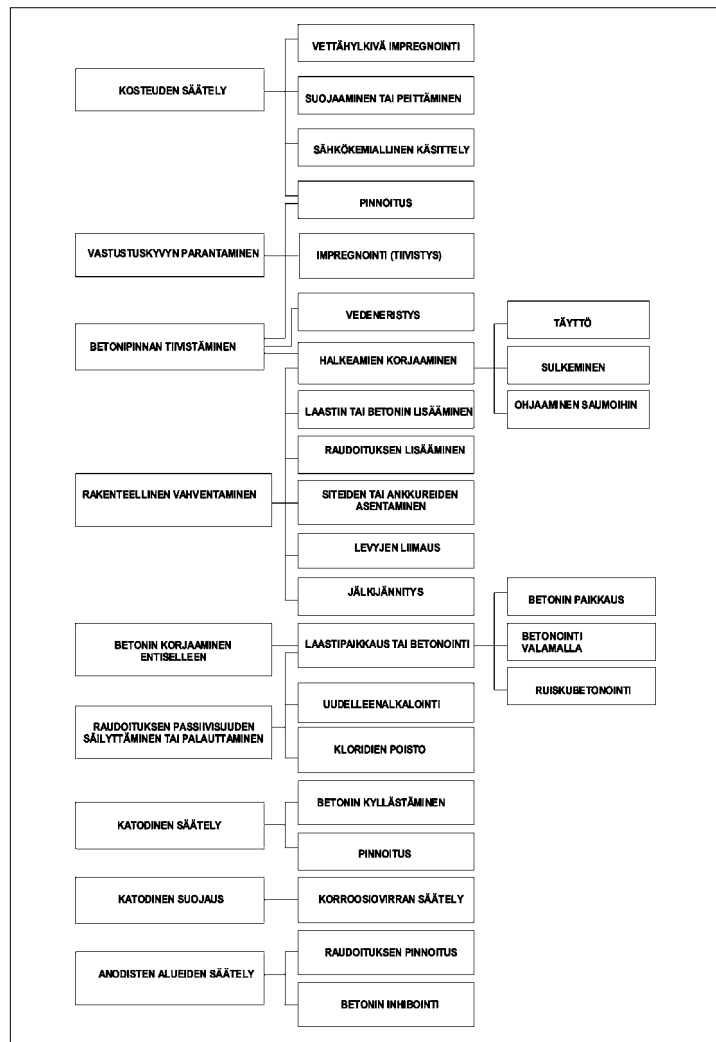 VETTÄHYLKIVÄ IMPREGNOINTI
KOSTEUDEN SÄÄTELY
SUOJAAMINEN TAI PEITTÄMINEN
SÄHKÖKEMIALLINEN KÄSITTELY
PINNOITUS
VASTUSTUSKYVYN PARANTAMINEN
IMPREGNOINTI (TIIVISTYS)
BETONIPINNAN TIIVISTÄMINEN
VEDENERISTYS
HALKEAMIEN KORJAAMINEN
TÄYTTÖ
SULKEMINEN
OHJAAMINEN SAUMOIHIN
LAASTIN TAI BETONIN LISÄÄMINEN
RAUDOITUKSEN LISÄÄMINEN
RAKENTEELLINEN VAHVENTAMINEN
SITEIDEN TAI ANKKUREIDEN
ASENTAMINEN
LEVYJEN LIIMAUS
JÄLKIJÄNNITYS
BETONIN KORJAAMINEN
ENTISELLEEN
LAASTIPAIKKAUS TAI BETONOINTI
BETONIN PAIKKAUS
BETONOINTI
VALAMALLA
RUISKUBETONOINTI
RAUDOITUKSEN PASSIIVISUUDEN
SÄILYTTÄMINEN TAI PALAUTTAMINEN
UUDELLEENALKALOINTI
KLORIDIEN POISTO
KATODINEN SÄÄTELY
BETONIN KYLLÄSTÄMINEN
PINNOITUS
KATODINEN SUOJAUS
KORROOSIOVIRRAN SÄÄTELY
ANODISTEN ALUEIDEN SÄÄTELY
RAUDOITUKSEN PINNOITUS
BETONIN INHIBOINTI